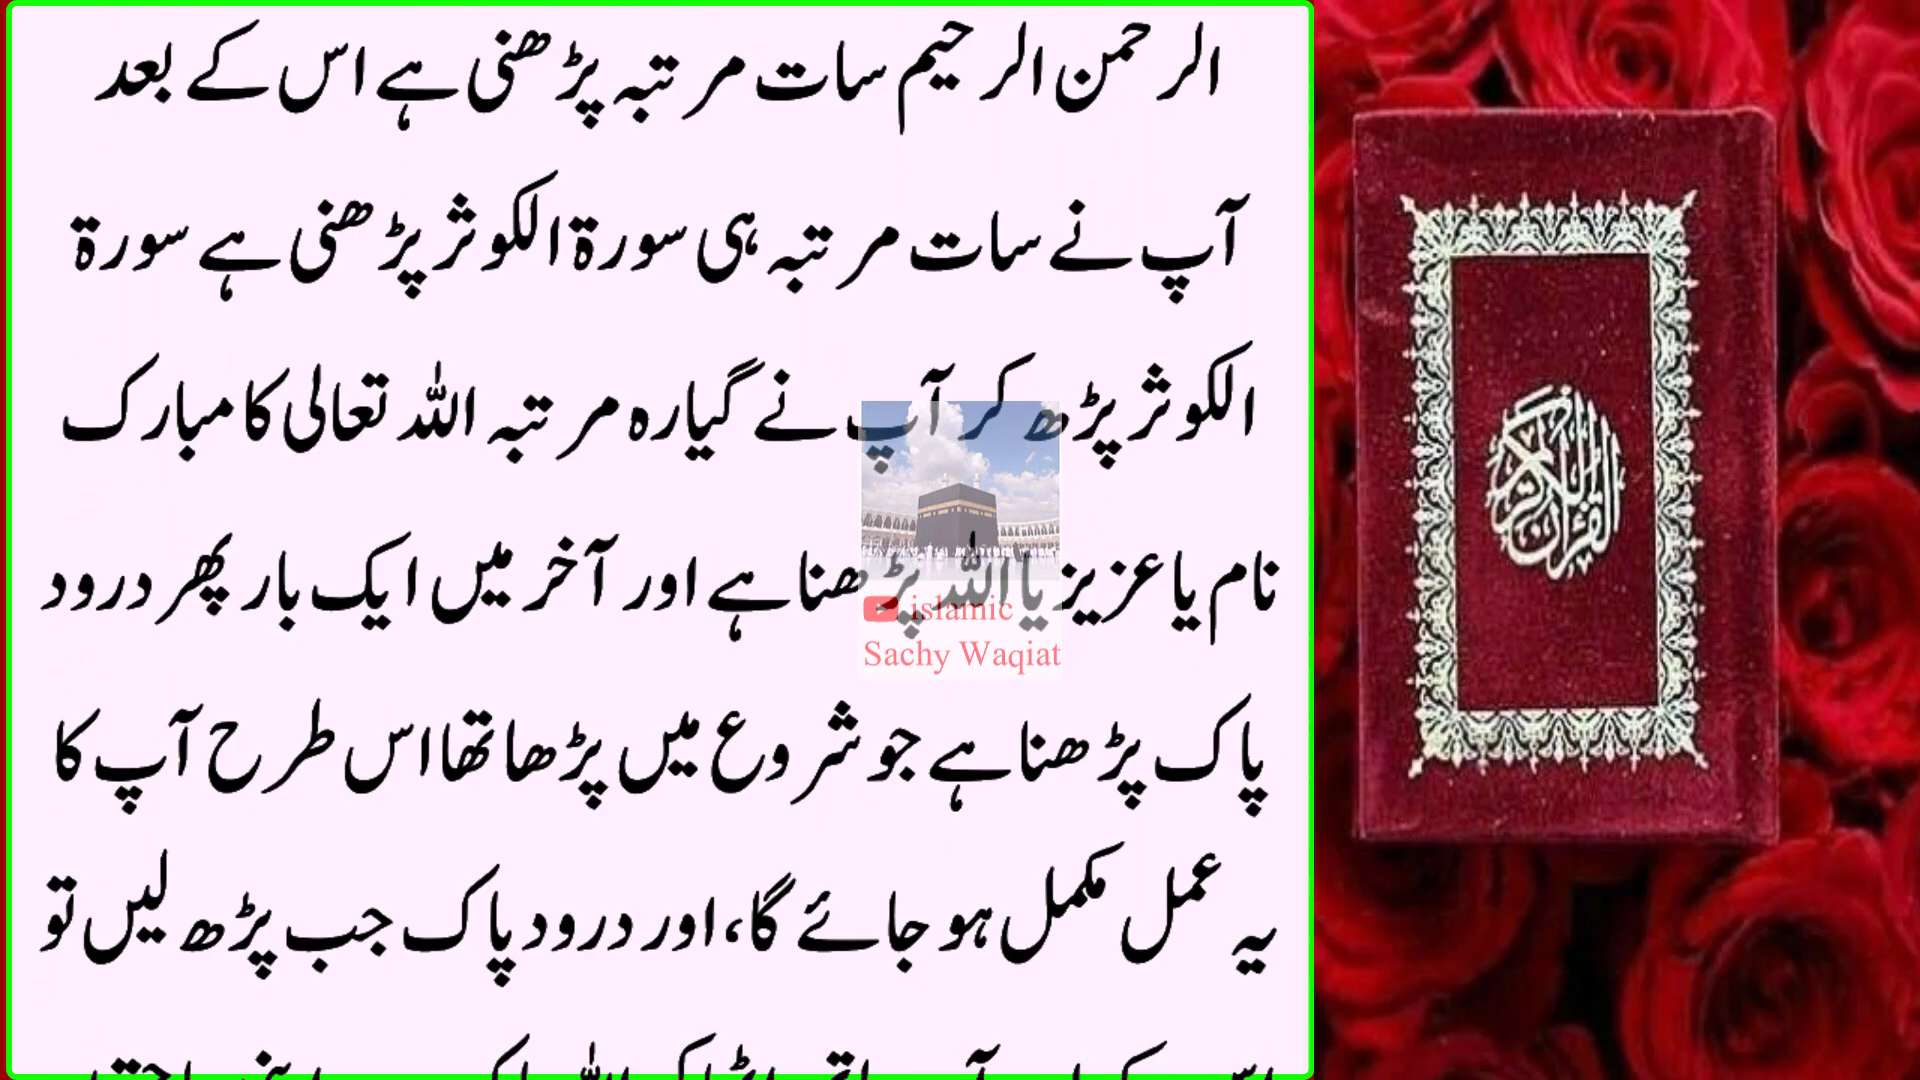 الرحمن الرحیم سات مرتبہ پڑھنی ہے اس کے بعد
آپ نے سات مرتبہ ہی سورۃ الکوثر پڑھنی ہے سورۃ
الکوثر پڑھ کر آپ نے گیارہ مرتبہ اللہ تعالی کا مبارک
نام یا عزیز یا اللہ پڑھنا ہے اور آخر میں ایک بار پھر درود
پاک پڑھنا ہے جو شروع میں پڑھا تھا اس طرح آپ کا
یہ عمل مکمل ہو جائے گا، اور درود پاک جب پڑھ لیں تو
islamic
Sachy Waqiat
القرآن الكريم